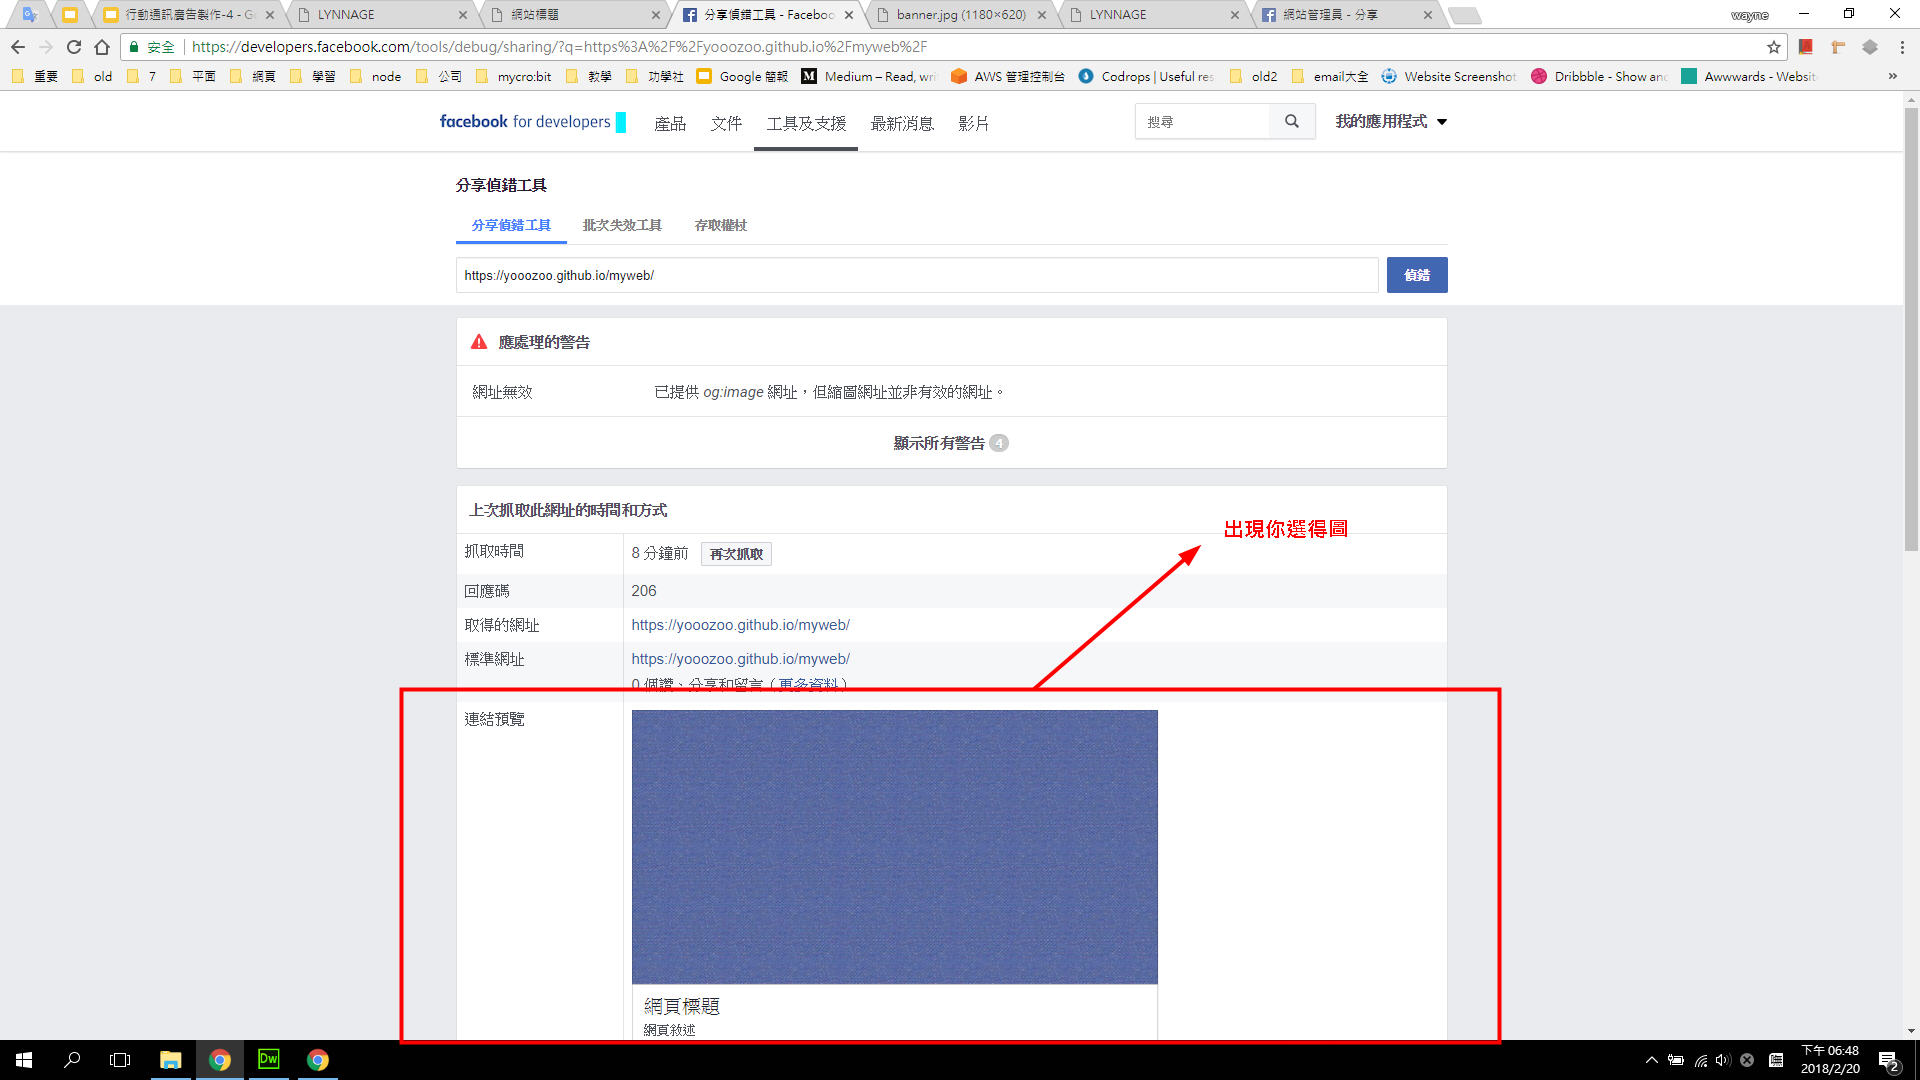 行動通訊廣告製作-4 - G
LYNNAGE
網站標題
分享偵錯工具 - Faceboo
banner.jpg (1180×620)
LYNNAGE
網站管理員 - 分享
wayne
安全
https://developers.facebook.com/tools/debug/sharing/?q=https%3A%2F%2Fyooozoo.github.io%2Fmyweb%2F
重要 old 7 平面 網頁 學習 node 公司 mycro:bit 教學 功學社 Google 簡報 Medium – Read, wri AWS 管理控制台 Codrops | Useful res old2 email大全 Website Screenshot Dribbble - Show and Awwwards - Websit
facebook for developers
產品 文件 工具及支援 最新消息 影片
搜尋
我的應用程式
分享偵錯工具
分享偵錯工具 批次失效工具 存取權杖
https://yooozoo.github.io/myweb/
偵錯
應處理的警告
網址無效 已提供 og:image 網址，但縮圖網址並非有效的網址。
顯示所有警告 4
上次抓取此網址的時間和方式
出現你選得圖
抓取時間 8 分鐘前 再次抓取
回應碼 206
取得的網址 https://yooozoo.github.io/myweb/
標準網址 https://yooozoo.github.io/myweb/
0 個讚、分享和留言（更多資料）
連結預覽
網頁標題
網頁敘述
Dw
下午 06:48
2018/2/20
2